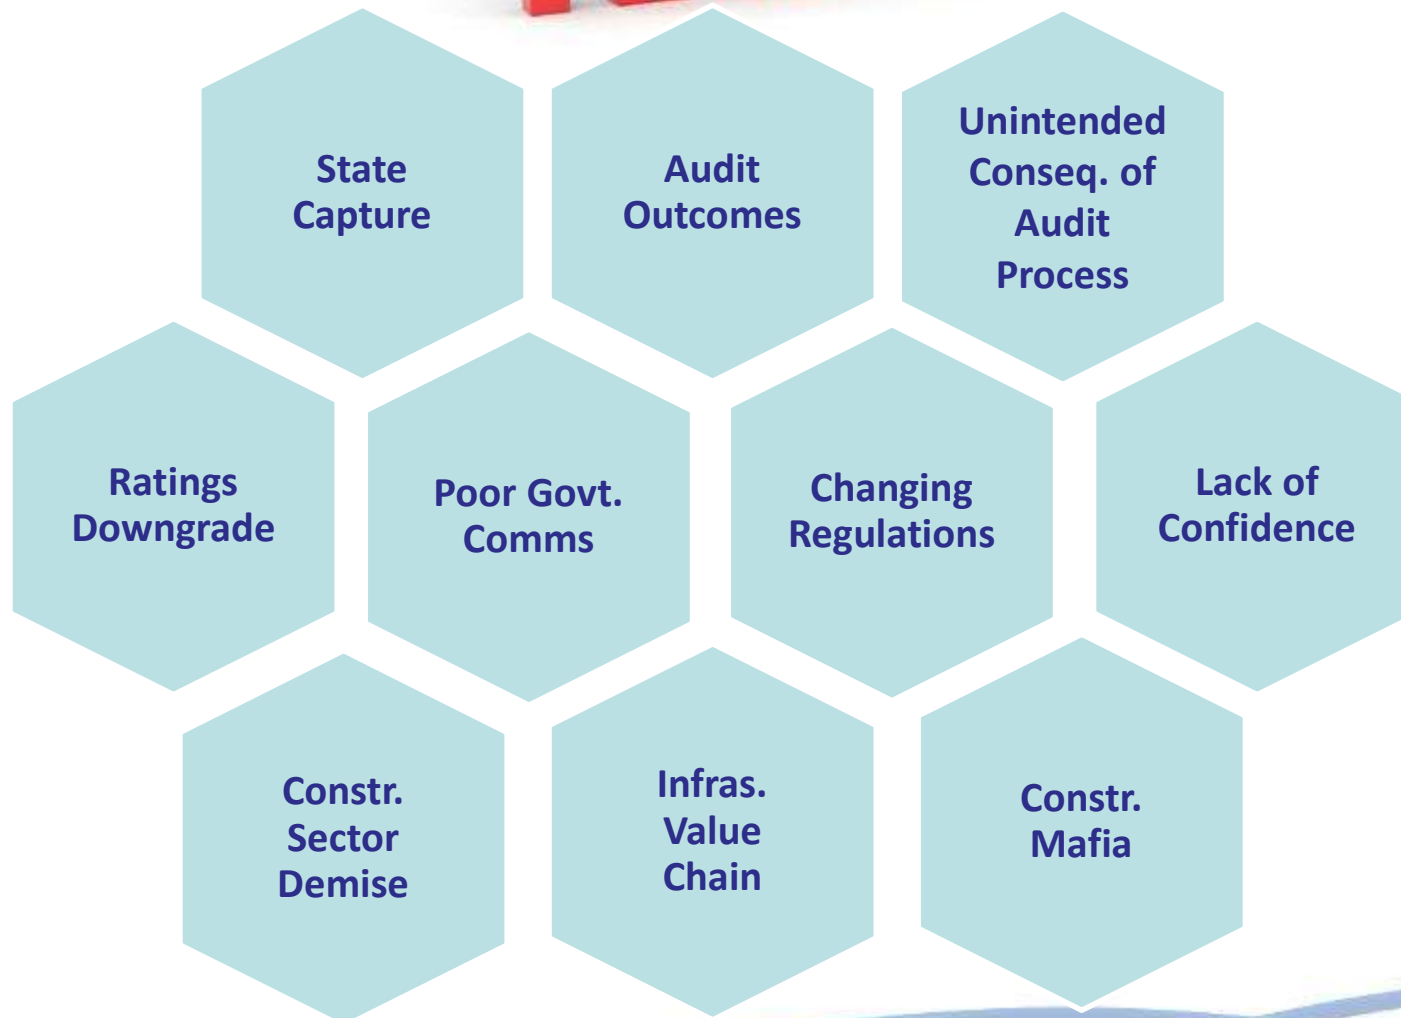 State
Capture
Audit
Outcomes
Unintended
Conseq. of
Audit
Process
Ratings
Downgrade
Poor Govt.
Comms
Changing
Regulations
Lack of
Confidence
Constr.
Sector
Demise
Infras.
Value
Chain
Constr.
Mafia